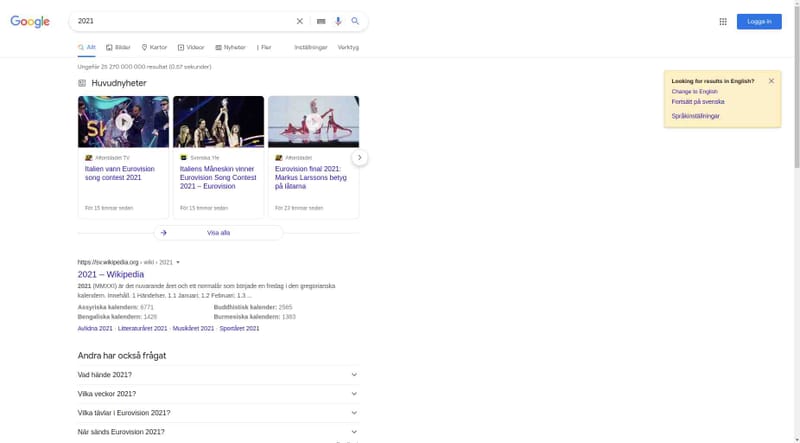 Google
2021
Logga in
Allt
Bilder
Kartor
Videor
Nyheter
Fler
Inställningar
Verktyg
Ungefär 25 270 000 000 resultat (0,67 sekunder)
Looking for results in English?
Change to English
Fortsätt på svenska
Språkinställningar
Huvudnyheter
Aftonbladet TV
Italien vann Eurovision
song contest 2021
För 15 timmar sedan
Svenska Yle
Italiens Måneskin vinner
Eurovision Song Contest
2021 – Eurovision
För 15 timmar sedan
Aftonbladet
Eurovision final 2021:
Markus Larssons betyg
på låtarna
För 23 timmar sedan
Visa alla
https://sv.wikipedia.org › wiki › 2021
2021 – Wikipedia
2021 (MMXXI) är det nuvarande året och ett normalår som började en fredag i den gregorianska
kalendern. Innehåll. 1 Händelser. 1.1 Januari; 1.2 Februari; 1.3 ...
Assyriska kalendern: 6771
Buddhistisk kalender: 2565
Bengaliska kalendern: 1428
Burmesiska kalendern: 1383
Avlidna 2021 · Litteraturåret 2021 · Musikåret 2021 · Sportåret 2021
Andra har också frågat
Vad hände 2021?
Vilka veckor 2021?
Vilka tävlar i Eurovision 2021?
När sänds Eurovision 2021?